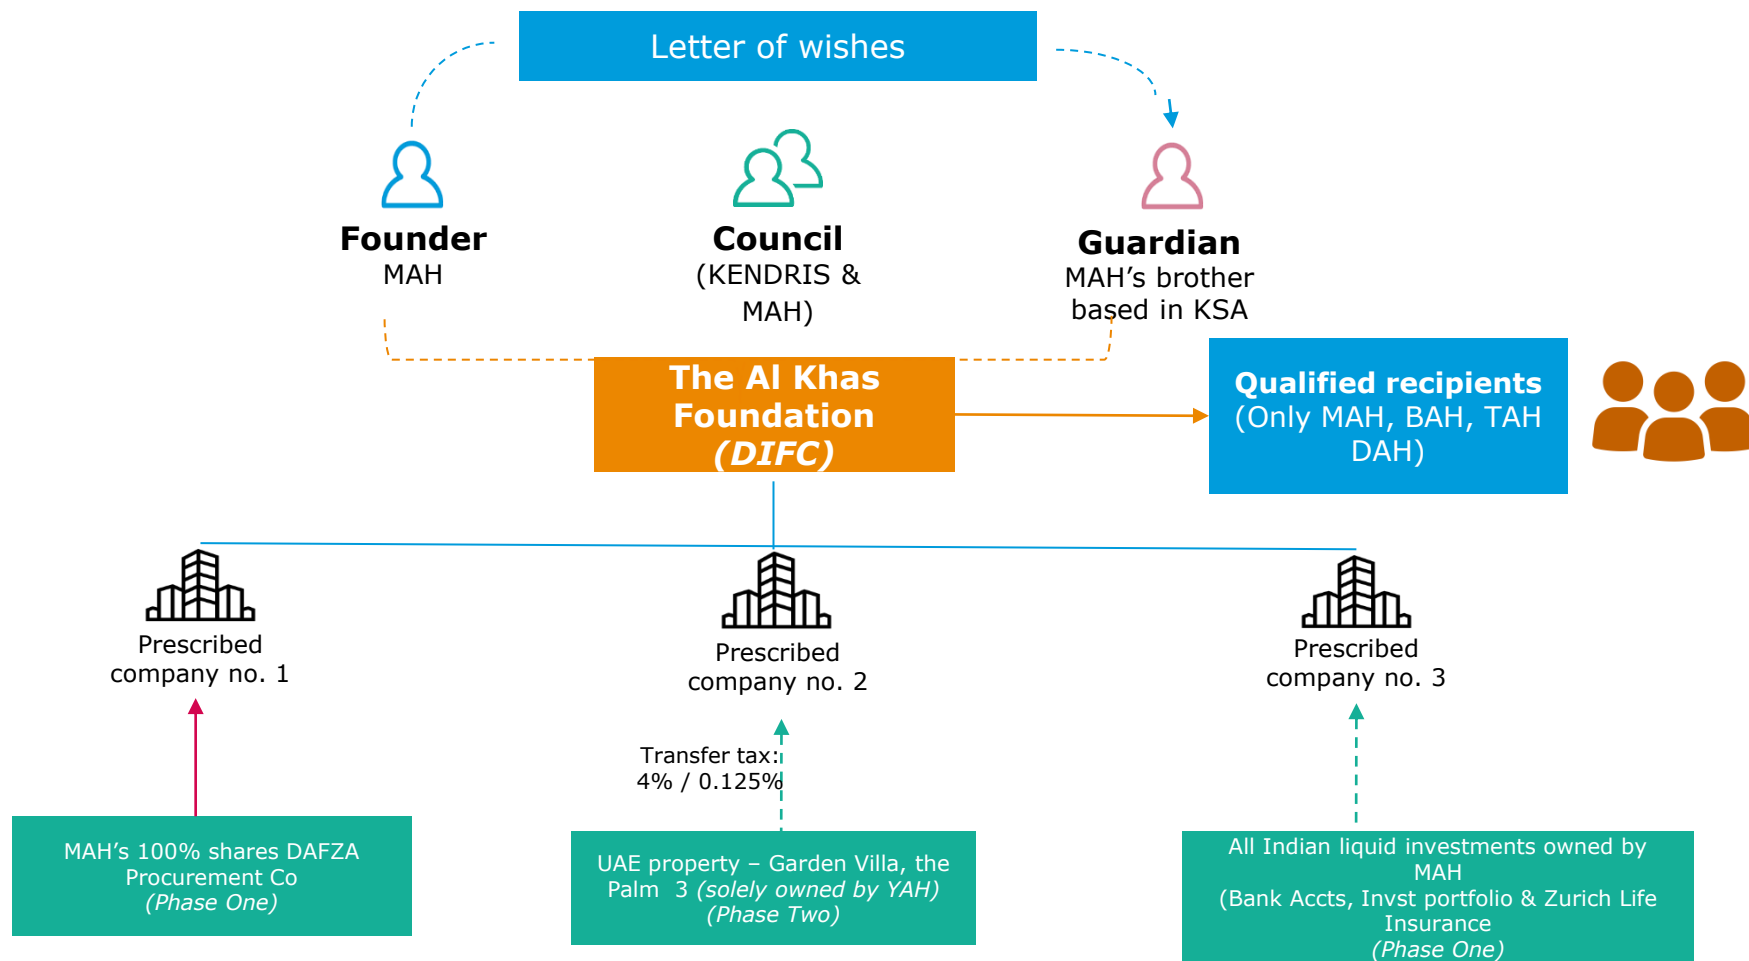 Letter of wishes
Founder
MAH
Council
(KENDRIS &
MAH)
Guardian
MAH's brother
based in KSA
The Al Khas
Foundation
(DIFC)
Qualified recipients
(Only MAH, BAH, TAH
DAH)
Prescribed
company no. 1
Prescribed
company no. 2
Prescribed
company no. 3
Transfer tax:
4% / 0.125%
MAH's 100% shares DAFZA
Procurement Co
(Phase One)
UAE property – Garden Villa, the
Palm 3 (solely owned by YAH)
(Phase Two)
All Indian liquid investments owned by
MAH
(Bank Accts, Invst portfolio & Zurich Life
Insurance
(Phase One)